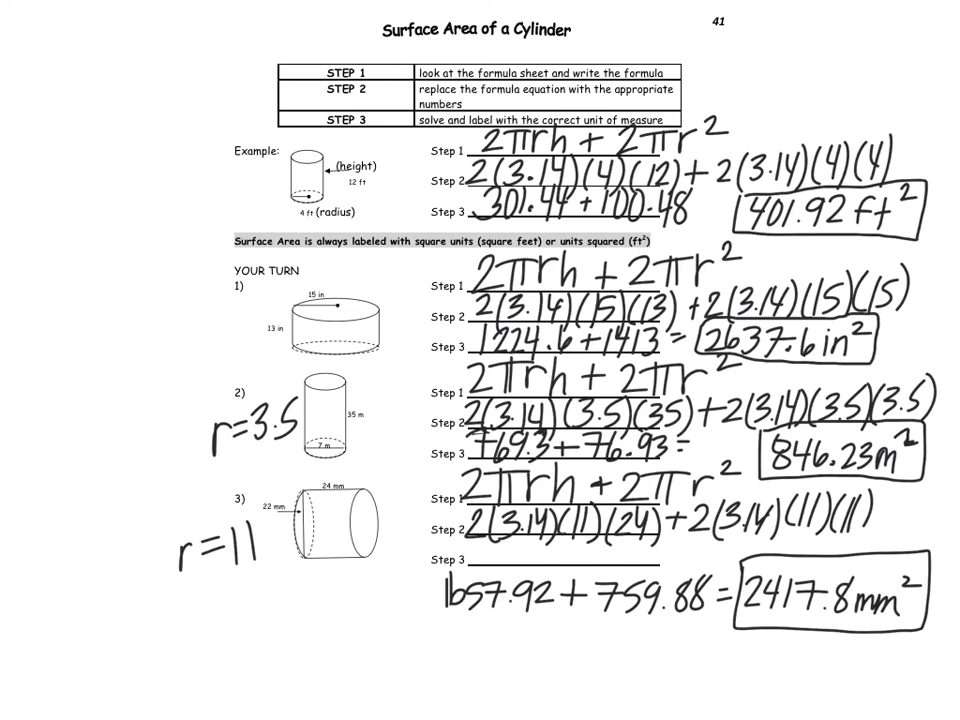 41
Surface Area of a Cylinder
STEP 1 look at the formula sheet and write the formula
STEP 2 replace the formula equation with the appropriate
numbers
STEP 3 solve and label with the correct unit of measure
Example:
(height)
12 ft
4 ft (radius)
Step 1 2πrh + 2πr²
Step 2 2(3.14)(4)(12) + 2(3.14)(4)(4)
Step 3 301.44 + 100.48 401.92 ft²
Surface Area is always labeled with square units (square feet) or units squared (ft²)
YOUR TURN
1)
15 in
13 in
Step 1 2πrh + 2πr²
Step 2 2(3.14)(15)(13) + 2(3.14)(15)(15)
Step 3 1224.6 + 1413 = 2637.6 in²
2)
r=3.5
35 m
7 m
Step 1 2πrh + 2πr²
Step 2 2(3.14)(3.5)(35) + 2(3.14)(3.5)(3.5)
Step 3 769.3 + 76.93 = 846.23 m²
3)
24 mm
22 mm
r=11
Step 1 2πrh + 2πr²
Step 2 2(3.14)(11)(24) + 2(3.14)(11)(11)
Step 3
1657.92 + 759.88 = 2417.8 mm²